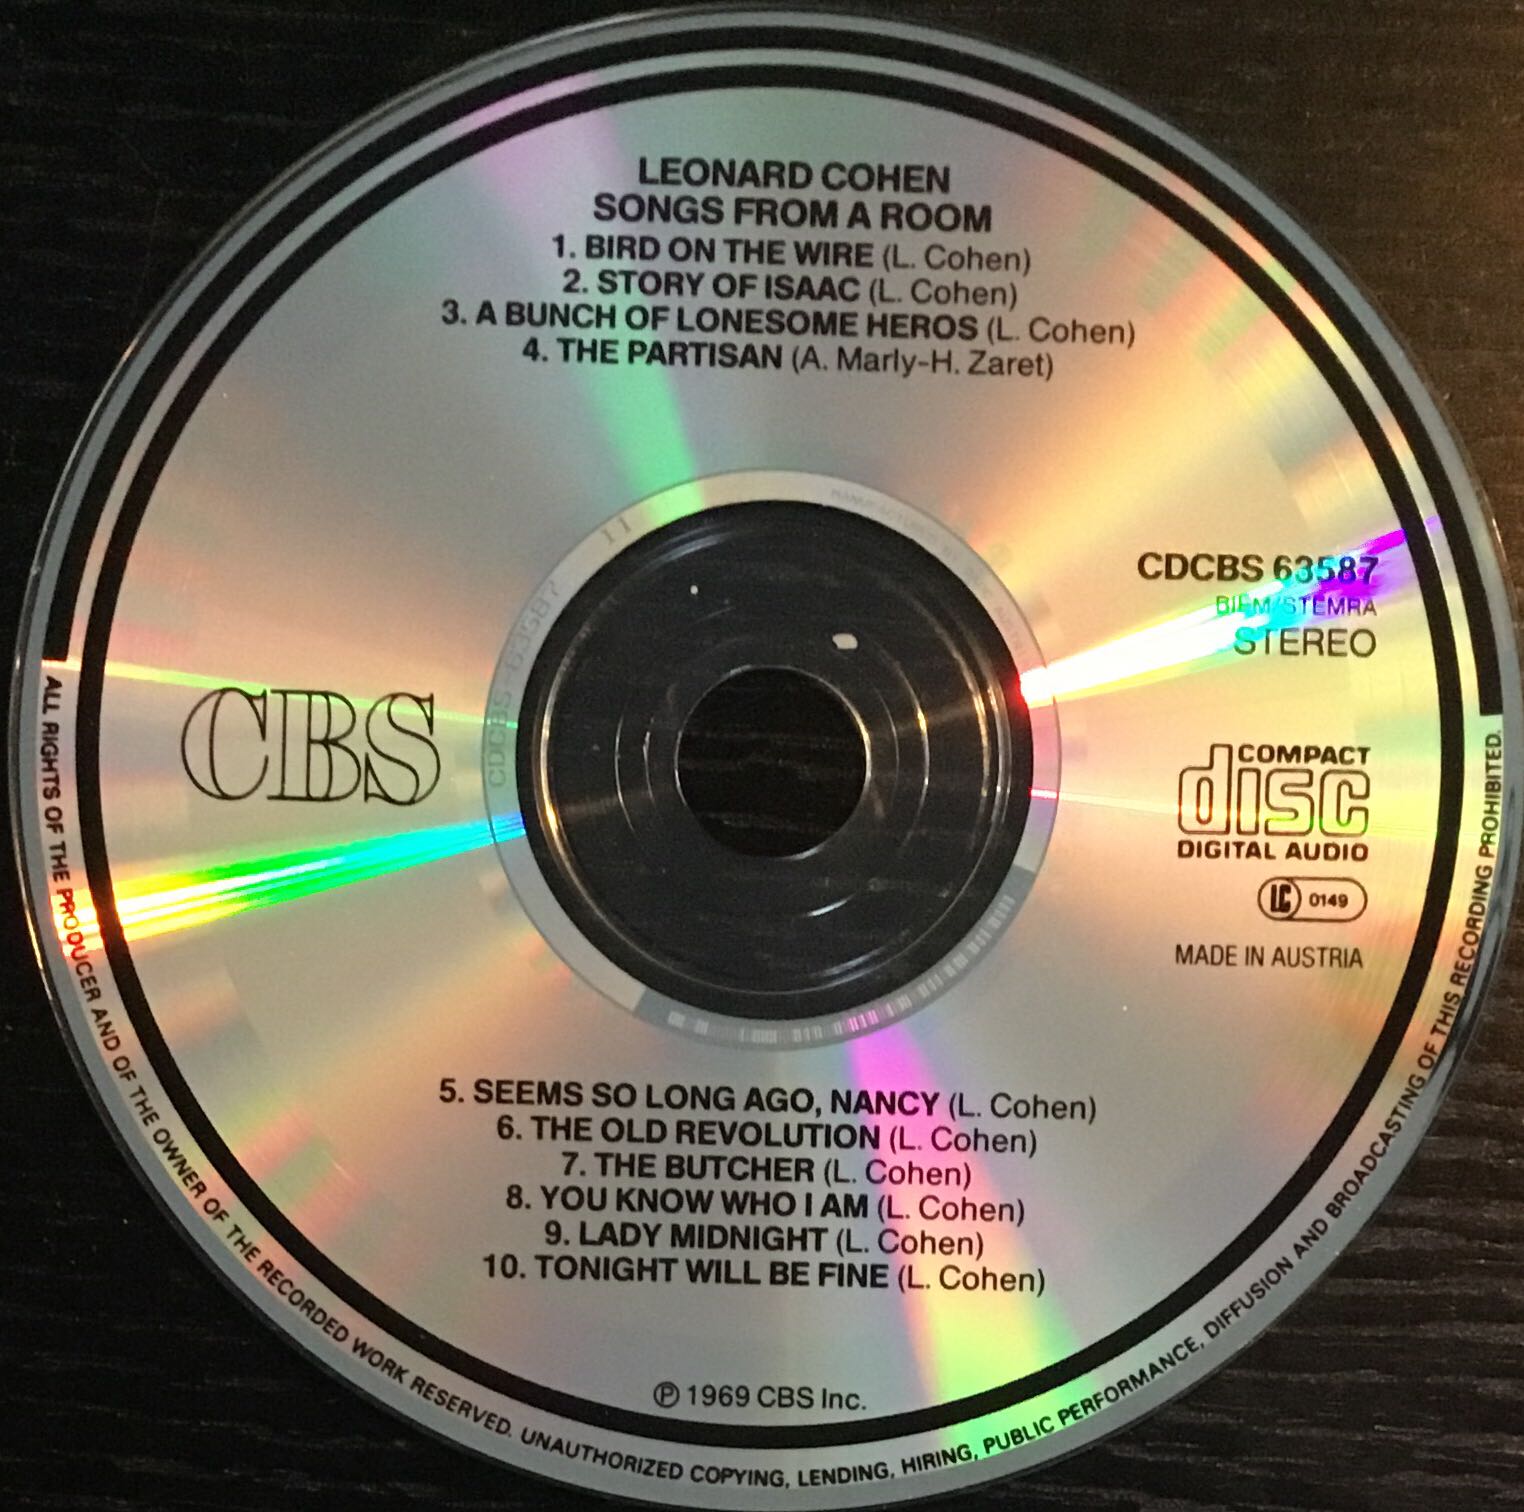 LEONARD COHEN
SONGS FROM A ROOM
1. BIRD ON THE WIRE (L. Cohen)
2. STORY OF ISAAC (L. Cohen)
3. A BUNCH OF LONESOME HEROS (L. Cohen)
4. THE PARTISAN (A. Marly-H. Zaret)
CDCBS 63587
BIEM/STEMRA
STEREO
CBS
COMPACT
disc
DIGITAL AUDIO
LC 0149
MADE IN AUSTRIA
CDCBS-63587 11
5. SEEMS SO LONG AGO, NANCY (L. Cohen)
6. THE OLD REVOLUTION (L. Cohen)
7. THE BUTCHER (L. Cohen)
8. YOU KNOW WHO I AM (L. Cohen)
9. LADY MIDNIGHT (L. Cohen)
10. TONIGHT WILL BE FINE (L. Cohen)
℗ 1969 CBS Inc.
ALL RIGHTS OF THE PRODUCER AND OF THE OWNER OF THE RECORDED WORK RESERVED. UNAUTHORIZED COPYING, LENDING, HIRING, PUBLIC PERFORMANCE, DIFFUSION AND BROADCASTING OF THIS RECORDING PROHIBITED.